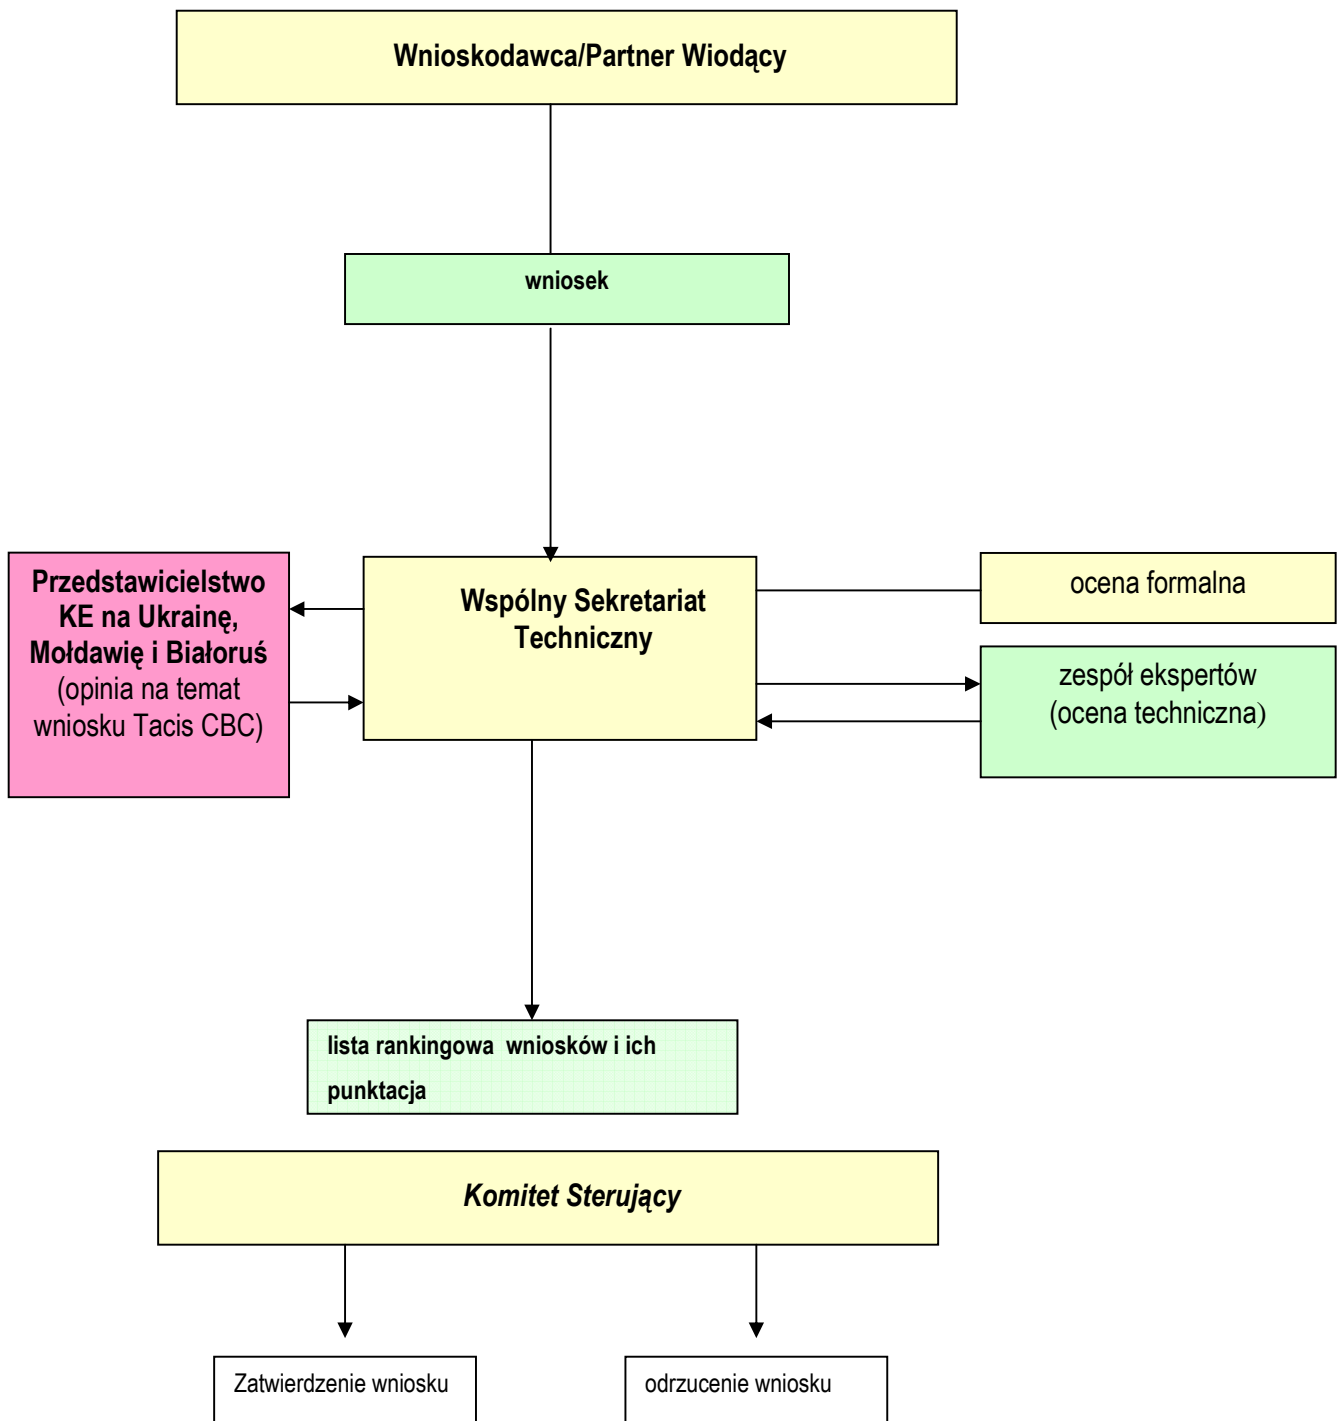 Wnioskodawca/Partner Wiodący
wniosek
Przedstawicielstwo
KE na Ukrainę,
Mołdawię i Białoruś
(opinia na temat
wniosku Tacis CBC)
Wspólny Sekretariat
Techniczny
ocena formalna
zespół ekspertów
(ocena techniczna)
lista rankingowa wniosków i ich
punktacja
Komitet Sterujący
Zatwierdzenie wniosku
odrzucenie wniosku